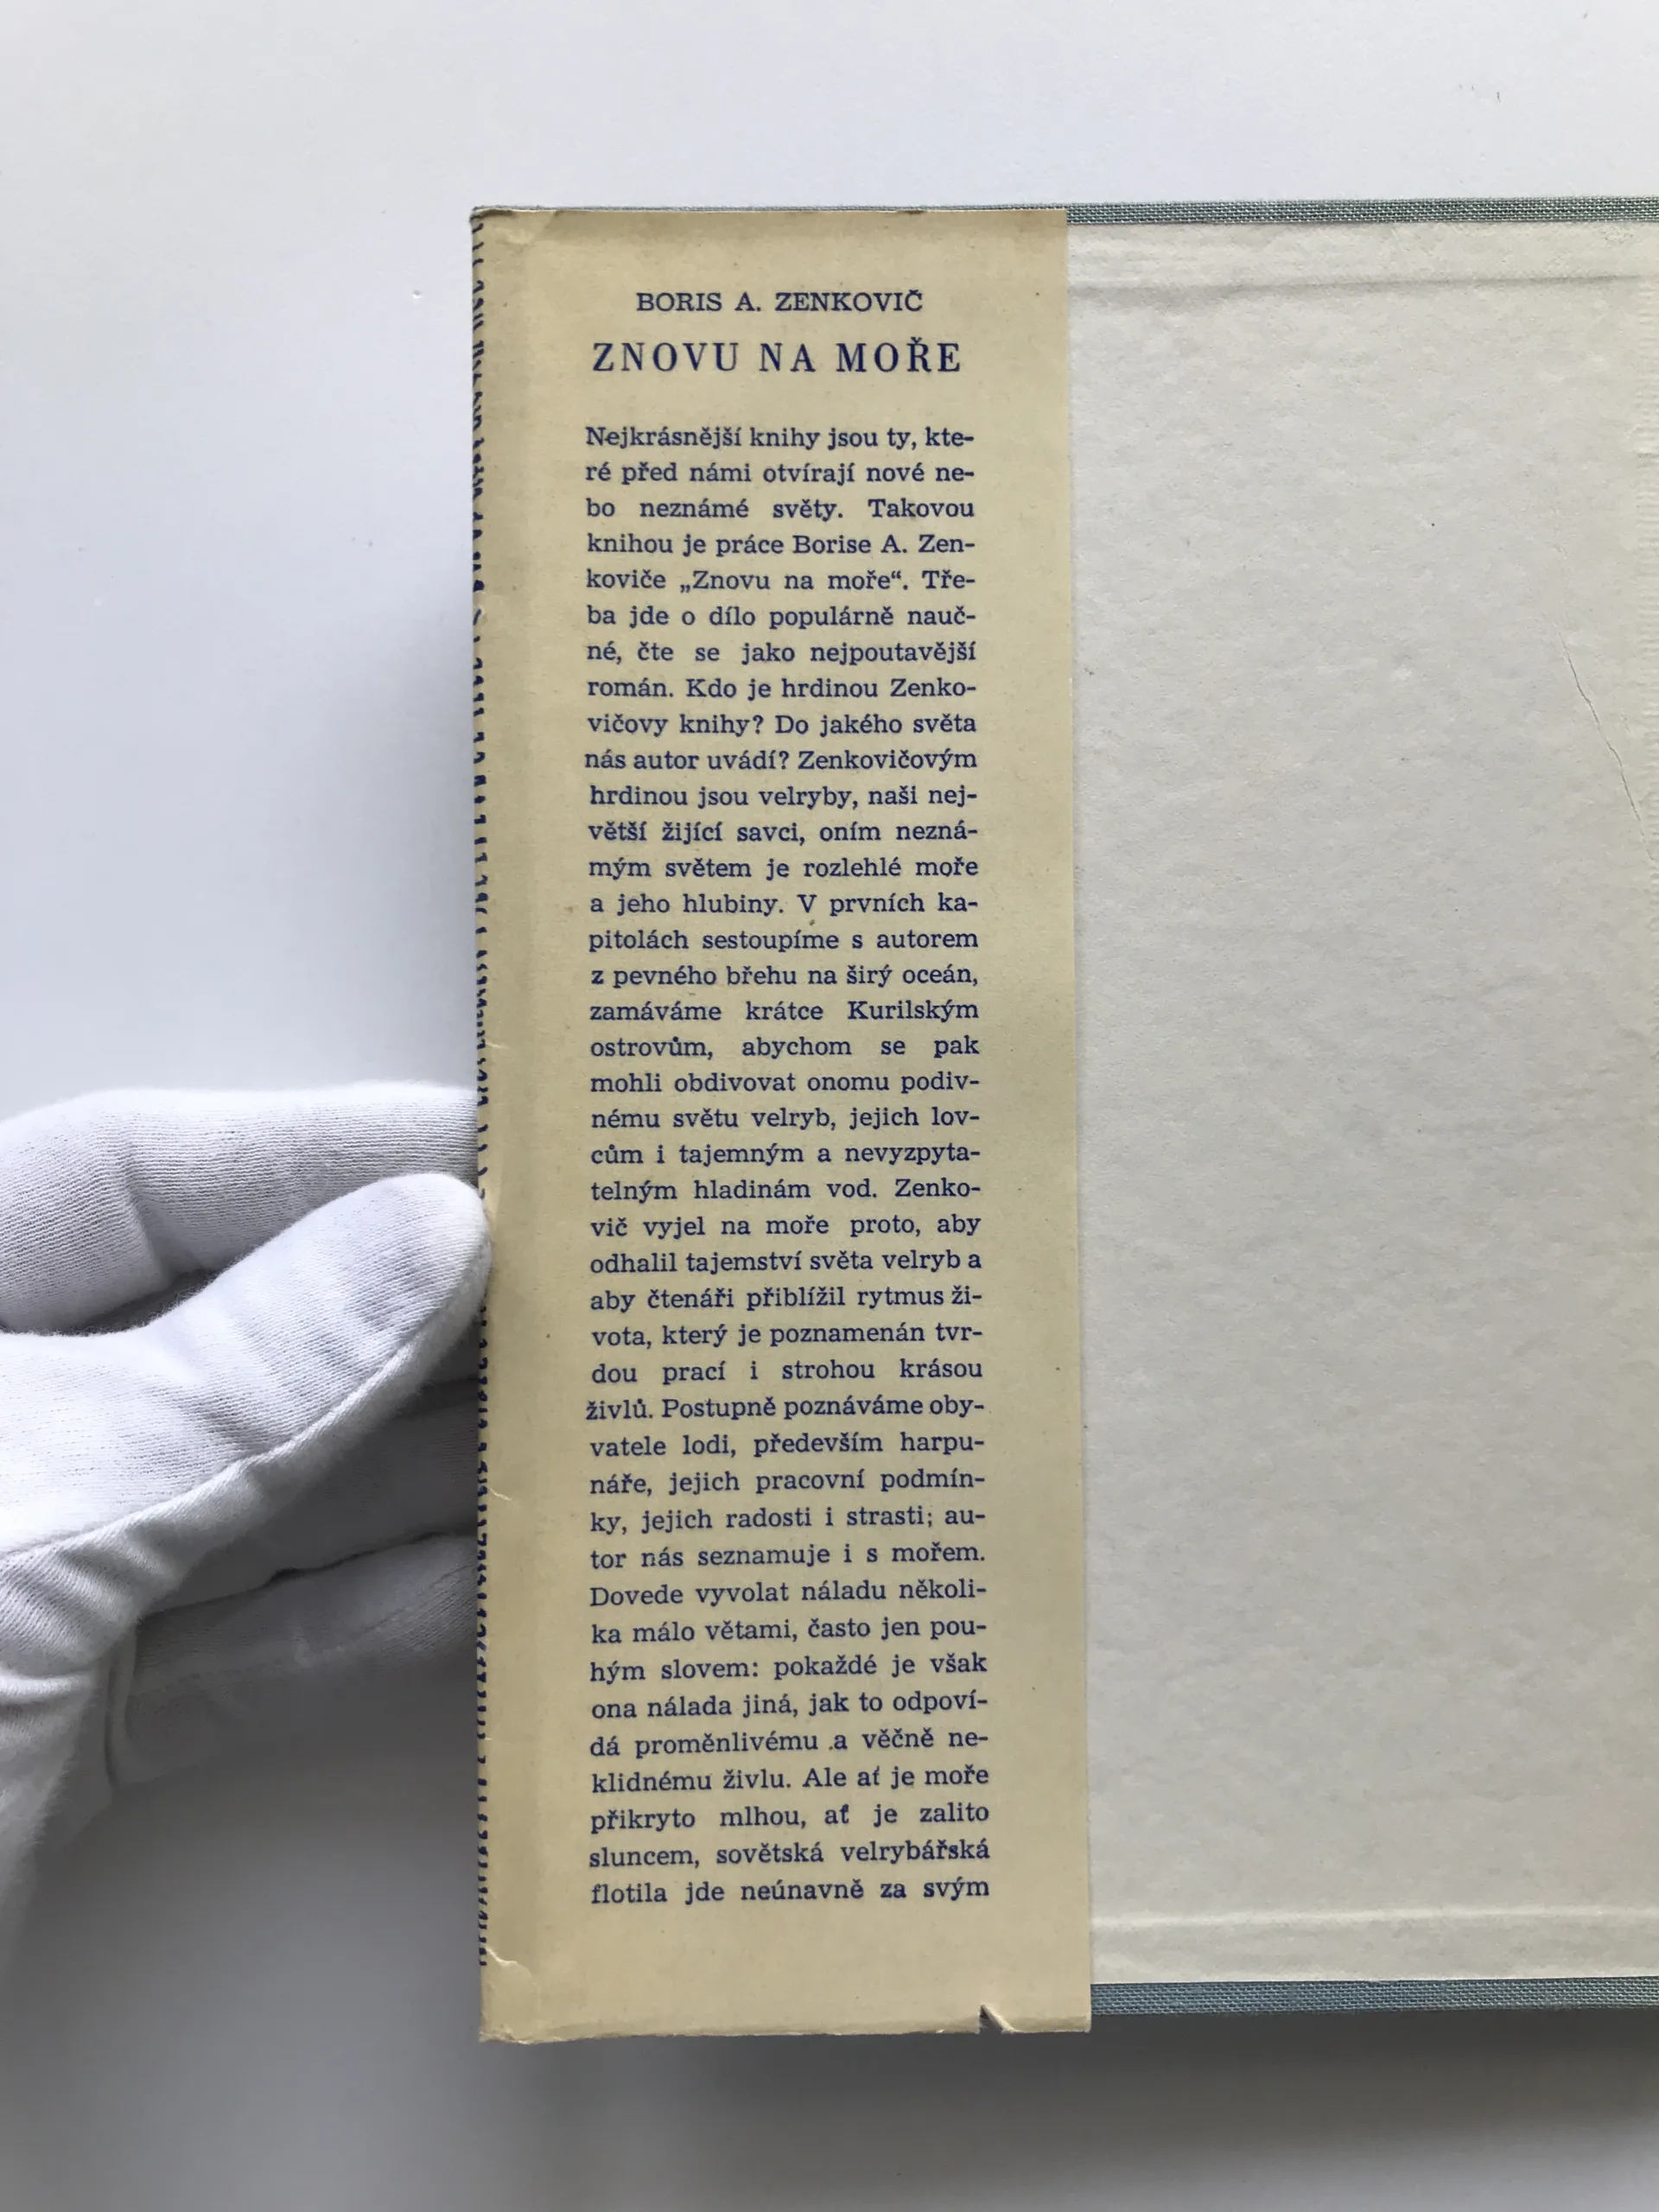 BORIS A. ZENKOVIČ
ZNOVU NA MOŘE
Nejkrásnější knihy jsou ty, kte-
ré před námi otvírají nové ne-
bo neznámé světy. Takovou
knihou je práce Borise A. Zen-
koviče „Znovu na moře“. Tře-
ba jde o dílo populárně nauč-
né, čte se jako nejpoutavější
román. Kdo je hrdinou Zenko-
vičovy knihy? Do jakého světa
nás autor uvádí? Zenkovičovým
hrdinou jsou velryby, naši nej-
větší žijící savci, oním nezná-
mým světem je rozlehlé moře
a jeho hlubiny. V prvních ka-
pitolách sestoupíme s autorem
z pevného břehu na širý oceán,
zamáváme krátce Kurilským
ostrovům, abychom se pak
mohli obdivovat onomu podiv-
nému světu velryb, jejich lov-
cům i tajemným a nevyzpyta-
telným hladinám vod. Zenko-
vič vyjel na moře proto, aby
odhalil tajemství světa velryb a
aby čtenáři přiblížil rytmus ži-
vota, který je poznamenán tvr-
dou prací i strohou krásou
živlů. Postupně poznáváme oby-
vatele lodi, především harpu-
náře, jejich pracovní podmín-
ky, jejich radosti i strasti; au-
tor nás seznamuje i s mořem.
Dovede vyvolat náladu několi-
ka málo větami, často jen pou-
hým slovem: pokaždé je však
ona nálada jiná, jak to odpoví-
dá proměnlivému a věčně ne-
klidnému živlu. Ale ať je moře
přikryto mlhou, ať je zalito
sluncem, sovětská velrybářská
flotila jde neúnavně za svým